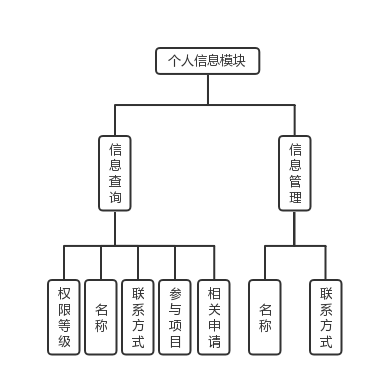 个人信息模块
信息查询
信息管理
权限等级
名称
联系方式
参与项目
相关申请
名称
联系方式